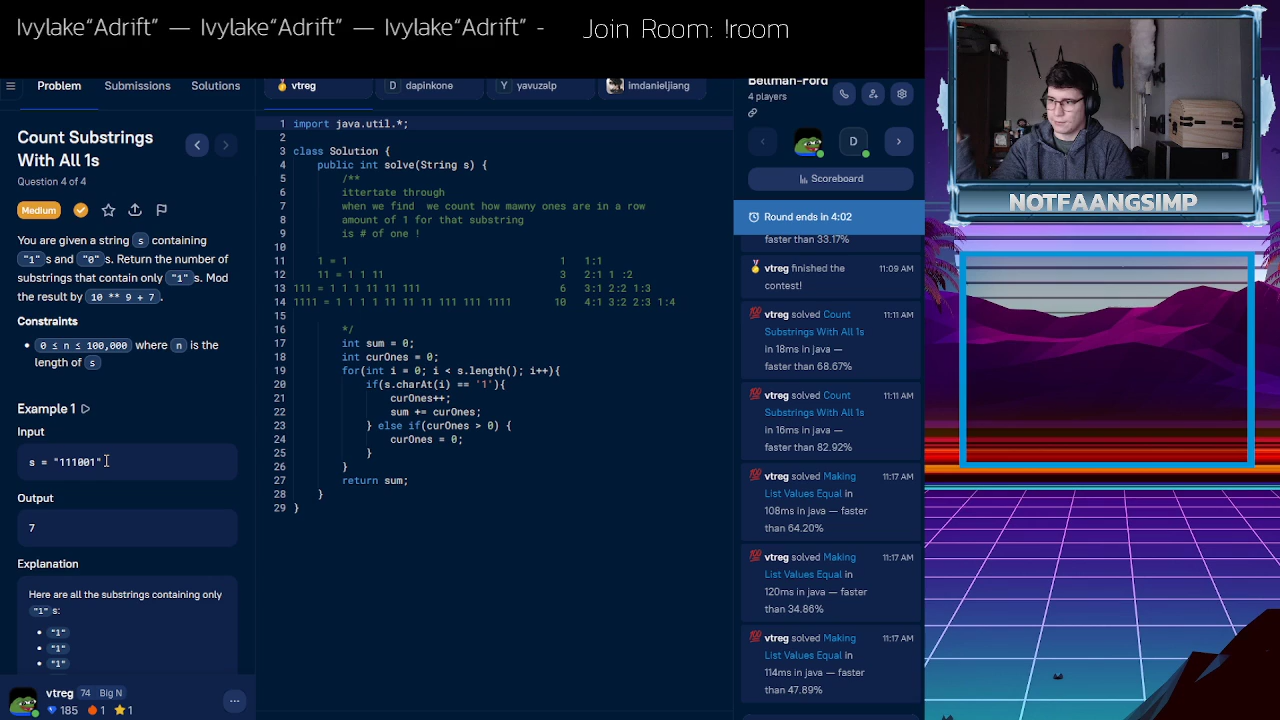 Ivylake“Adrift” — Ivylake“Adrift” — Ivylake“Adrift” -
Join Room: !room
Problem
Submissions
Solutions
Count Substrings
With All 1s
Question 4 of 4
Medium
You are given a string s containing
"1"s and "0"s. Return the number of
substrings that contain only "1"s. Mod
the result by 10 ** 9 + 7.
Constraints
0 ≤ n ≤ 100,000 where n is the
length of s
Example 1
Input
s = "111001"
Output
7
Explanation
Here are all the substrings containing only
"1"s:
"1"
"1"
"1"
vtreg 74 Big N
185 1 1
vtreg
D dapinkone
Y yavuzalp
imdanieljiang
1 import java.util.*;
2
3 class Solution {
4 public int solve(String s) {
5 /**
6 ittertate through
7 when we find  we count how mawny ones are in a row
8 amount of 1 for that substring
9 is # of one !
10
11 1 = 1 1 1:1
12 11 = 1 1 11 3 2:1 1 :2
13 111 = 1 1 1 11 11 111 6 3:1 2:2 1:3
14 1111 = 1 1 1 1 11 11 11 111 111 1111 10 4:1 3:2 2:3 1:4
15
16 */
17 int sum = 0;
18 int curOnes = 0;
19 for(int i = 0; i < s.length(); i++){
20 if(s.charAt(i) == '1'){
21 curOnes++;
22 sum += curOnes;
23 } else if(curOnes > 0) {
24 curOnes = 0;
25 }
26 }
27 return sum;
28 }
29 }
Bellman-Ford
4 players
D
Scoreboard
Round ends in 4:02
faster than 33.17%
vtreg finished the 11:09 AM
contest!
vtreg solved Count 11:11 AM
Substrings With All 1s
in 18ms in java —
faster than 68.67%
vtreg solved Count 11:11 AM
Substrings With All 1s
in 16ms in java —
faster than 82.92%
vtreg solved Making 11:17 AM
List Values Equal in
108ms in java — faster
than 64.20%
vtreg solved Making 11:17 AM
List Values Equal in
120ms in java — faster
than 34.86%
vtreg solved Making 11:17 AM
List Values Equal in
114ms in java — faster
than 47.89%
NOTFAANGSIMP